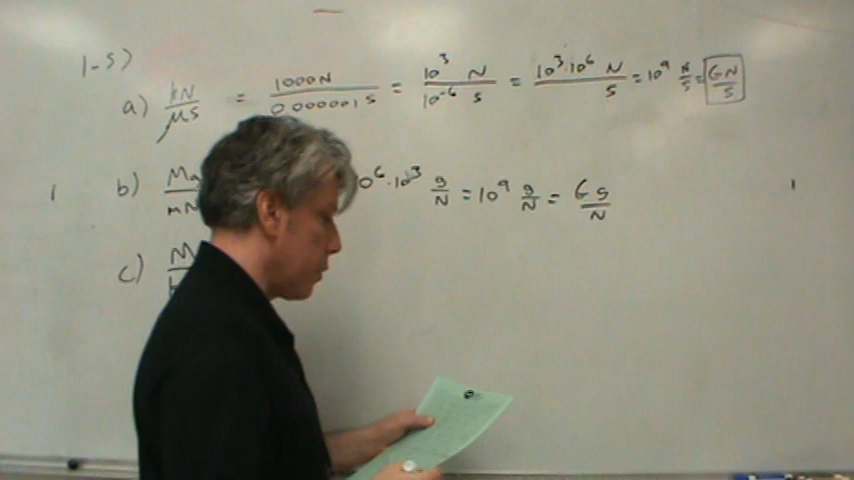 1-5)
a) kN/μs = 1000N/0.000001 s = 10³ N/10⁻⁶ s = 10³·10⁶ N/s = 10⁹ N/s = GN/s
b) Mg/mN 10⁶·10³ g/N = 10⁹ g/N = Gg/N
c) M